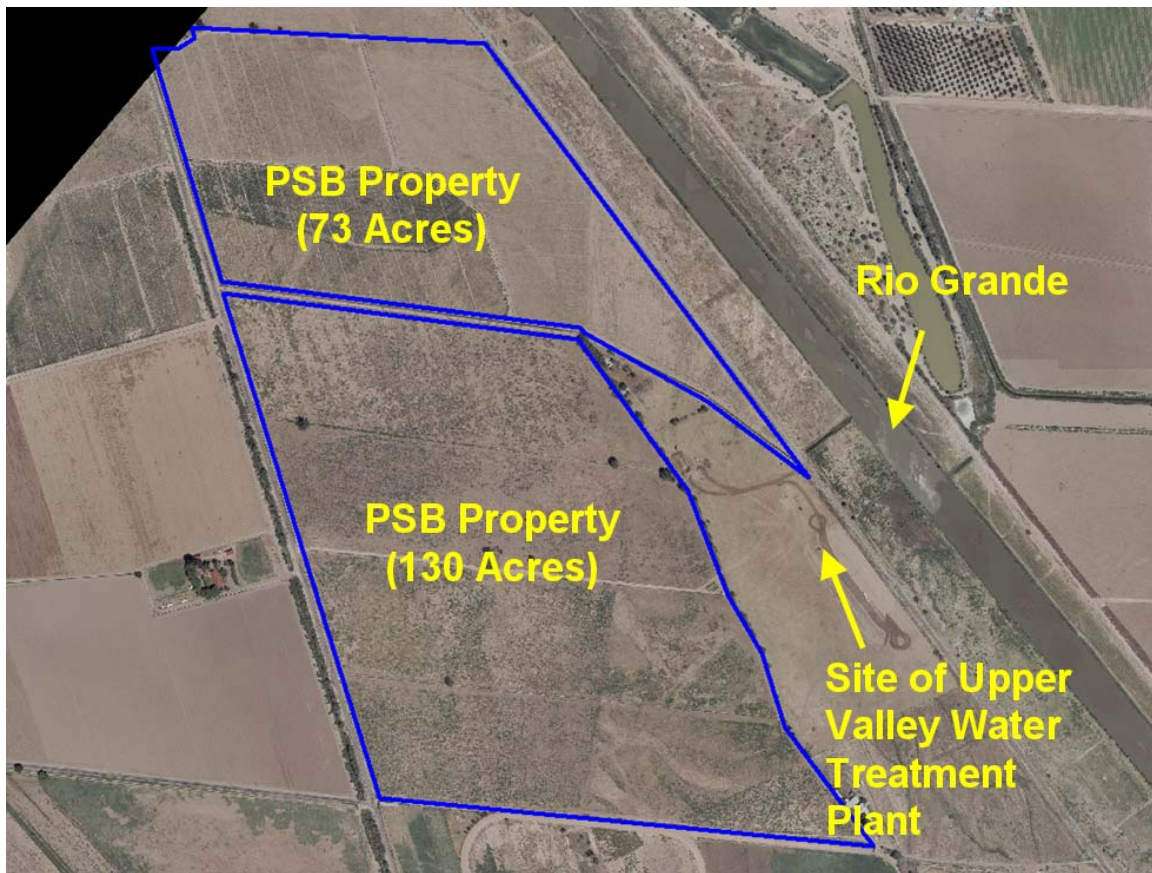 PSB Property
(73 Acres)
Rio Grande
PSB Property
(130 Acres)
Site of Upper
Valley Water
Treatment
Plant